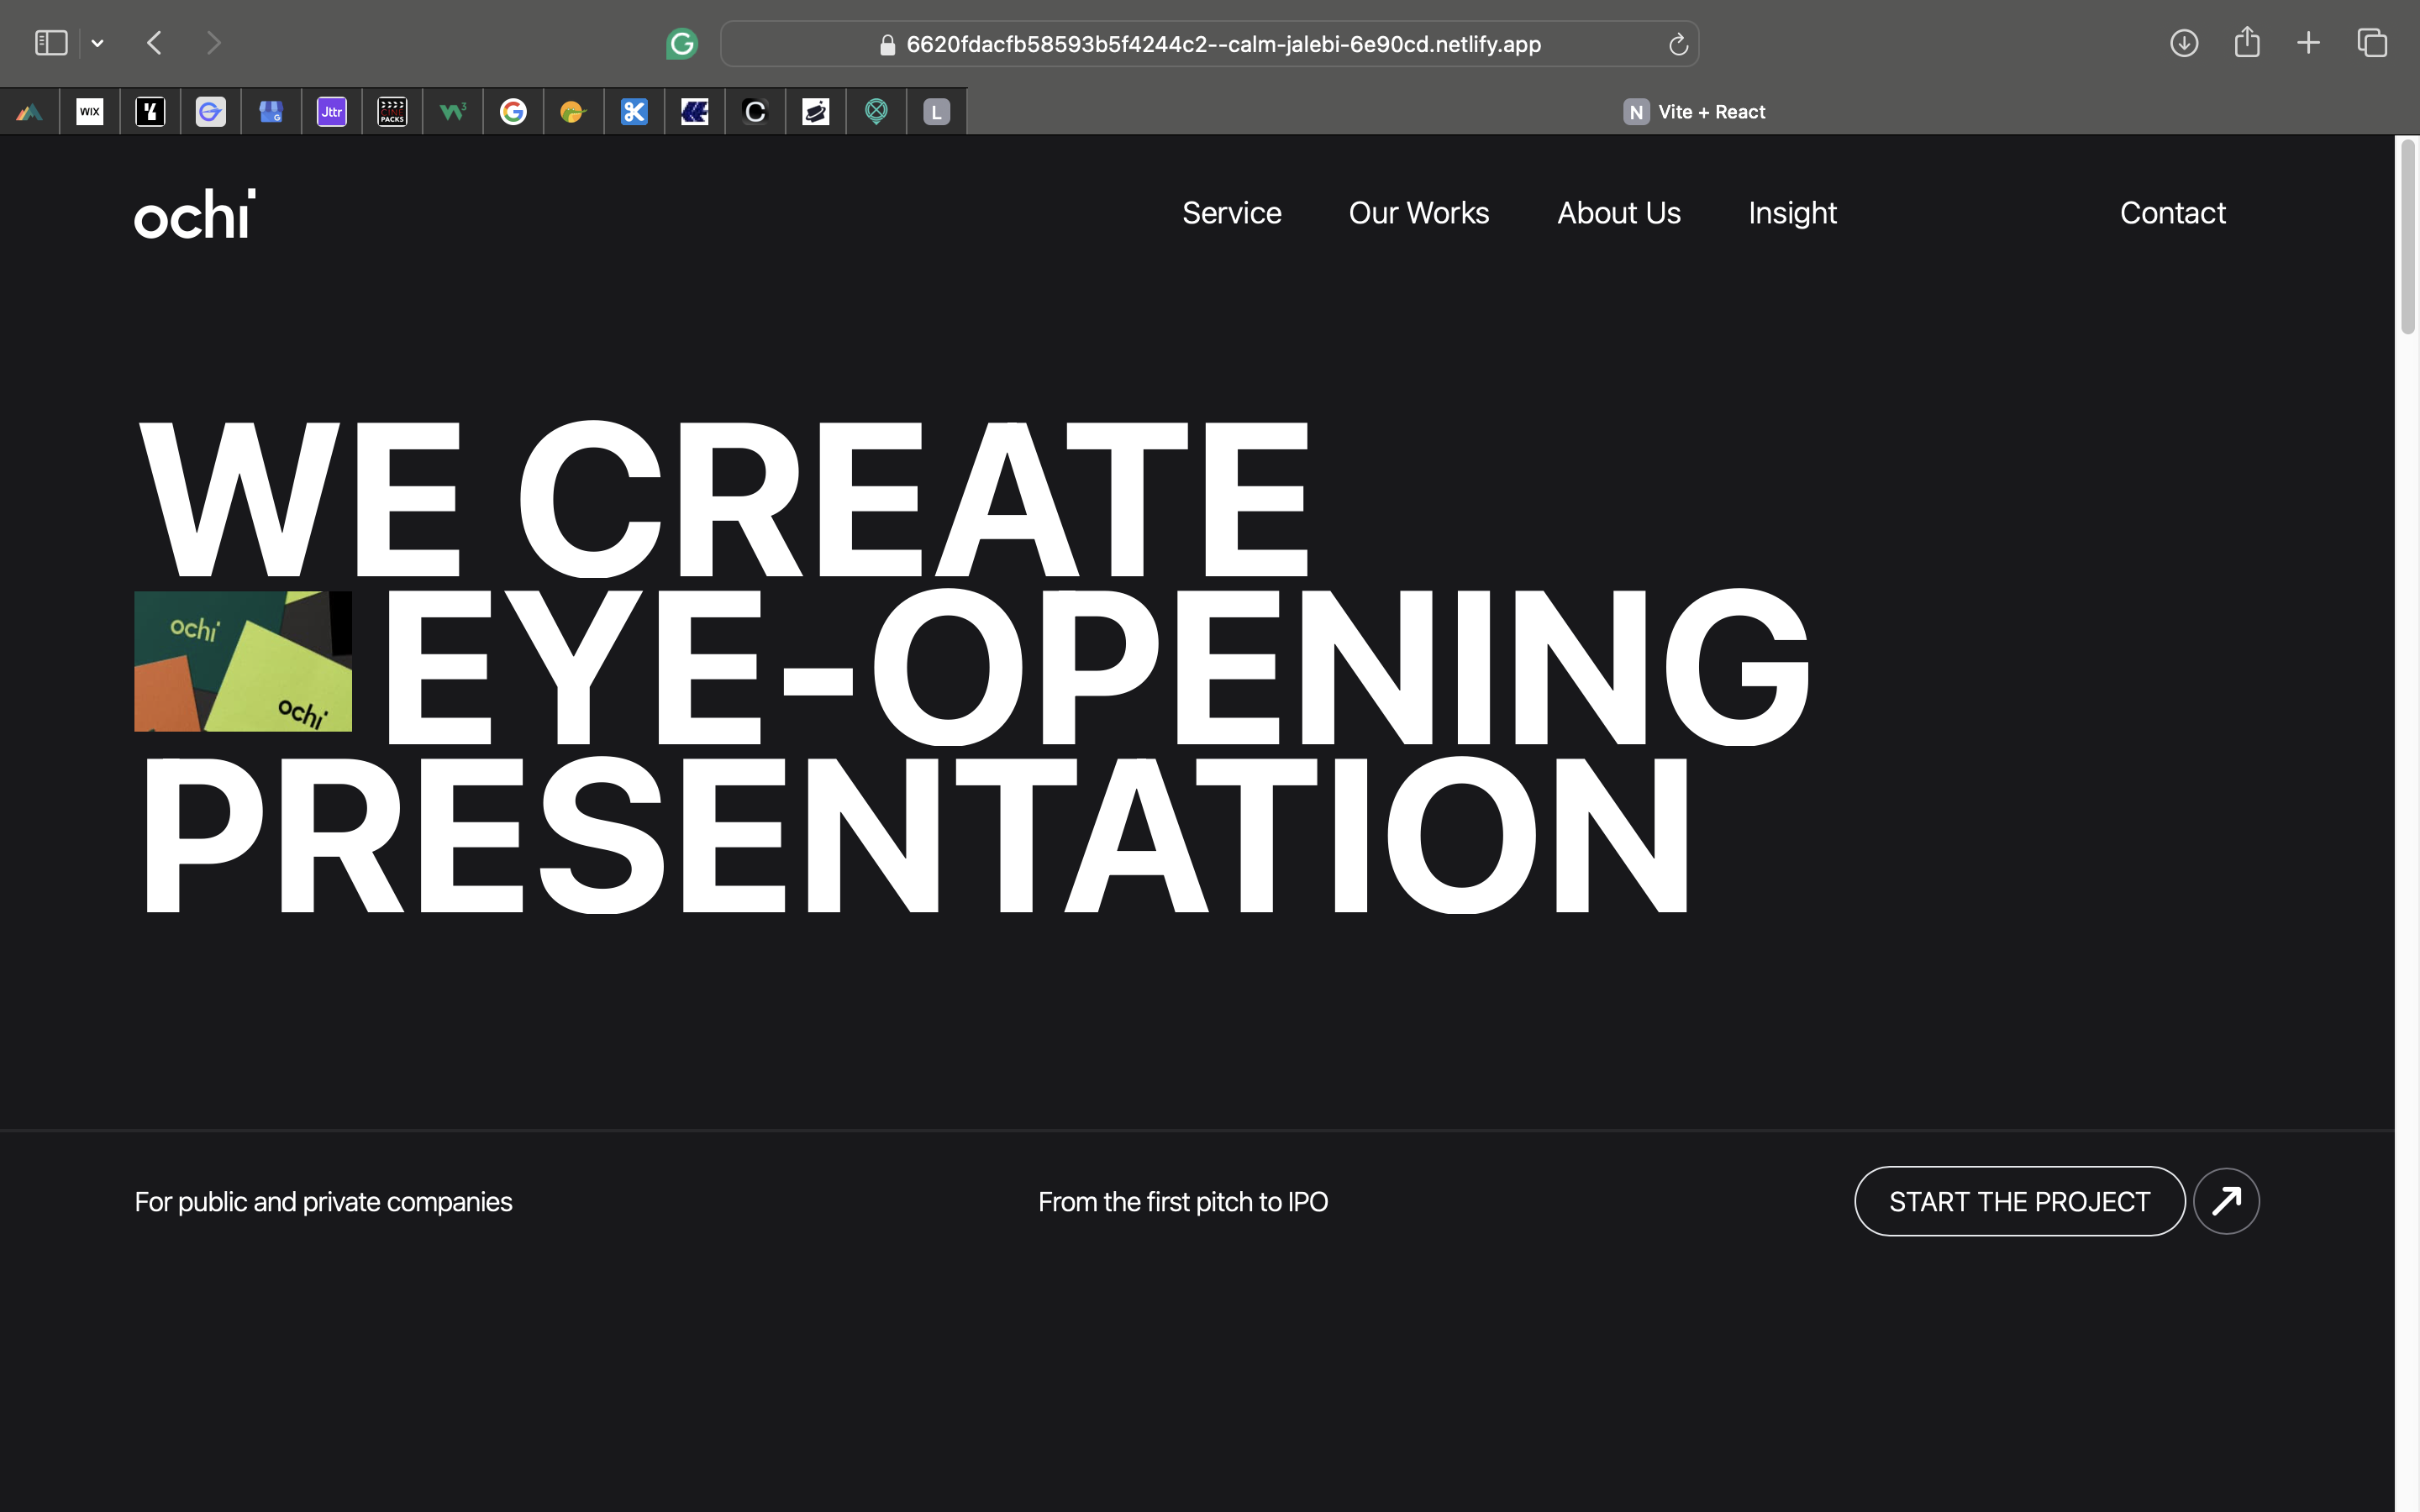 6620fdacfb58593b5f4244c2--calm-jalebi-6e90cd.netlify.app
WIX
Jttr
CINE
PACKS
3
G
C
L
N Vite + React
ochi
Service Our Works About Us Insight Contact
WE CREATE
ochi
ochi
EYE-OPENING
PRESENTATION
For public and private companies
From the first pitch to IPO
START THE PROJECT